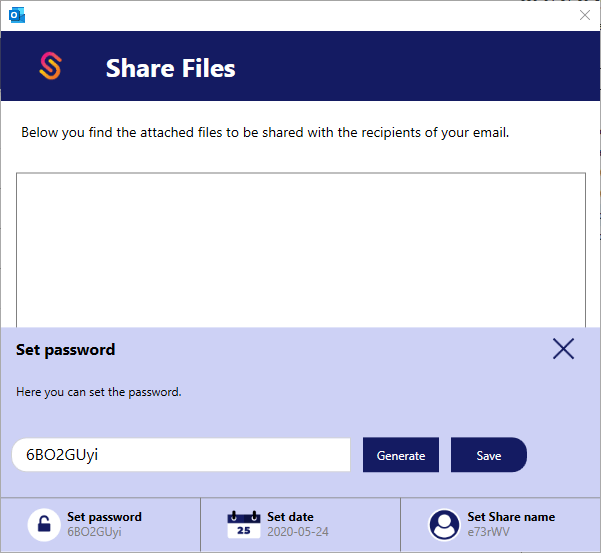 Share Files
Below you find the attached files to be shared with the recipients of your email.
Set password
Here you can set the password.
6BO2GUyi
Generate
Save
Set password
6BO2GUyi
25
Set date
2020-05-24
Set Share name
e73rWV